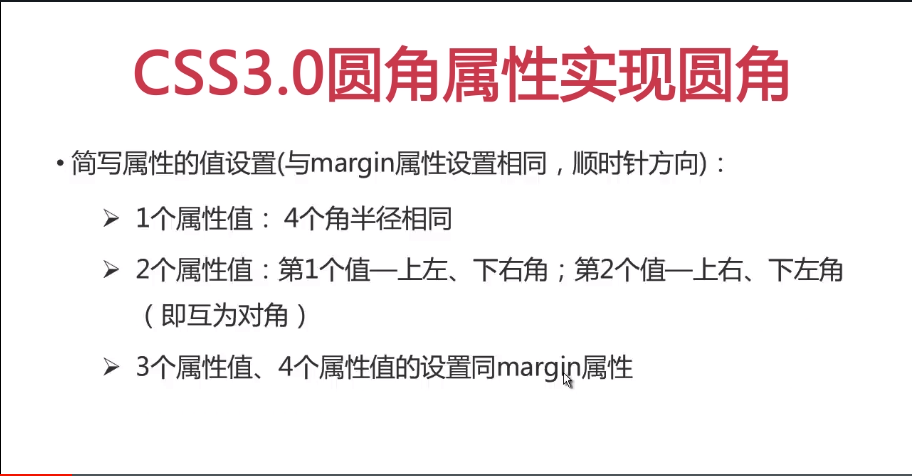 CSS3.0圆角属性实现圆角
• 简写属性的值设置(与margin属性设置相同，顺时针方向)：
➢ 1个属性值： 4个角半径相同
➢ 2个属性值：第1个值—上左、下右角；第2个值—上右、下左角
（即互为对角）
➢ 3个属性值、4个属性值的设置同margin属性